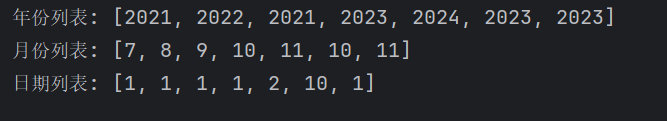 年份列表: [2021, 2022, 2021, 2023, 2024, 2023, 2023]
月份列表: [7, 8, 9, 10, 11, 10, 11]
日期列表: [1, 1, 1, 1, 2, 10, 1]